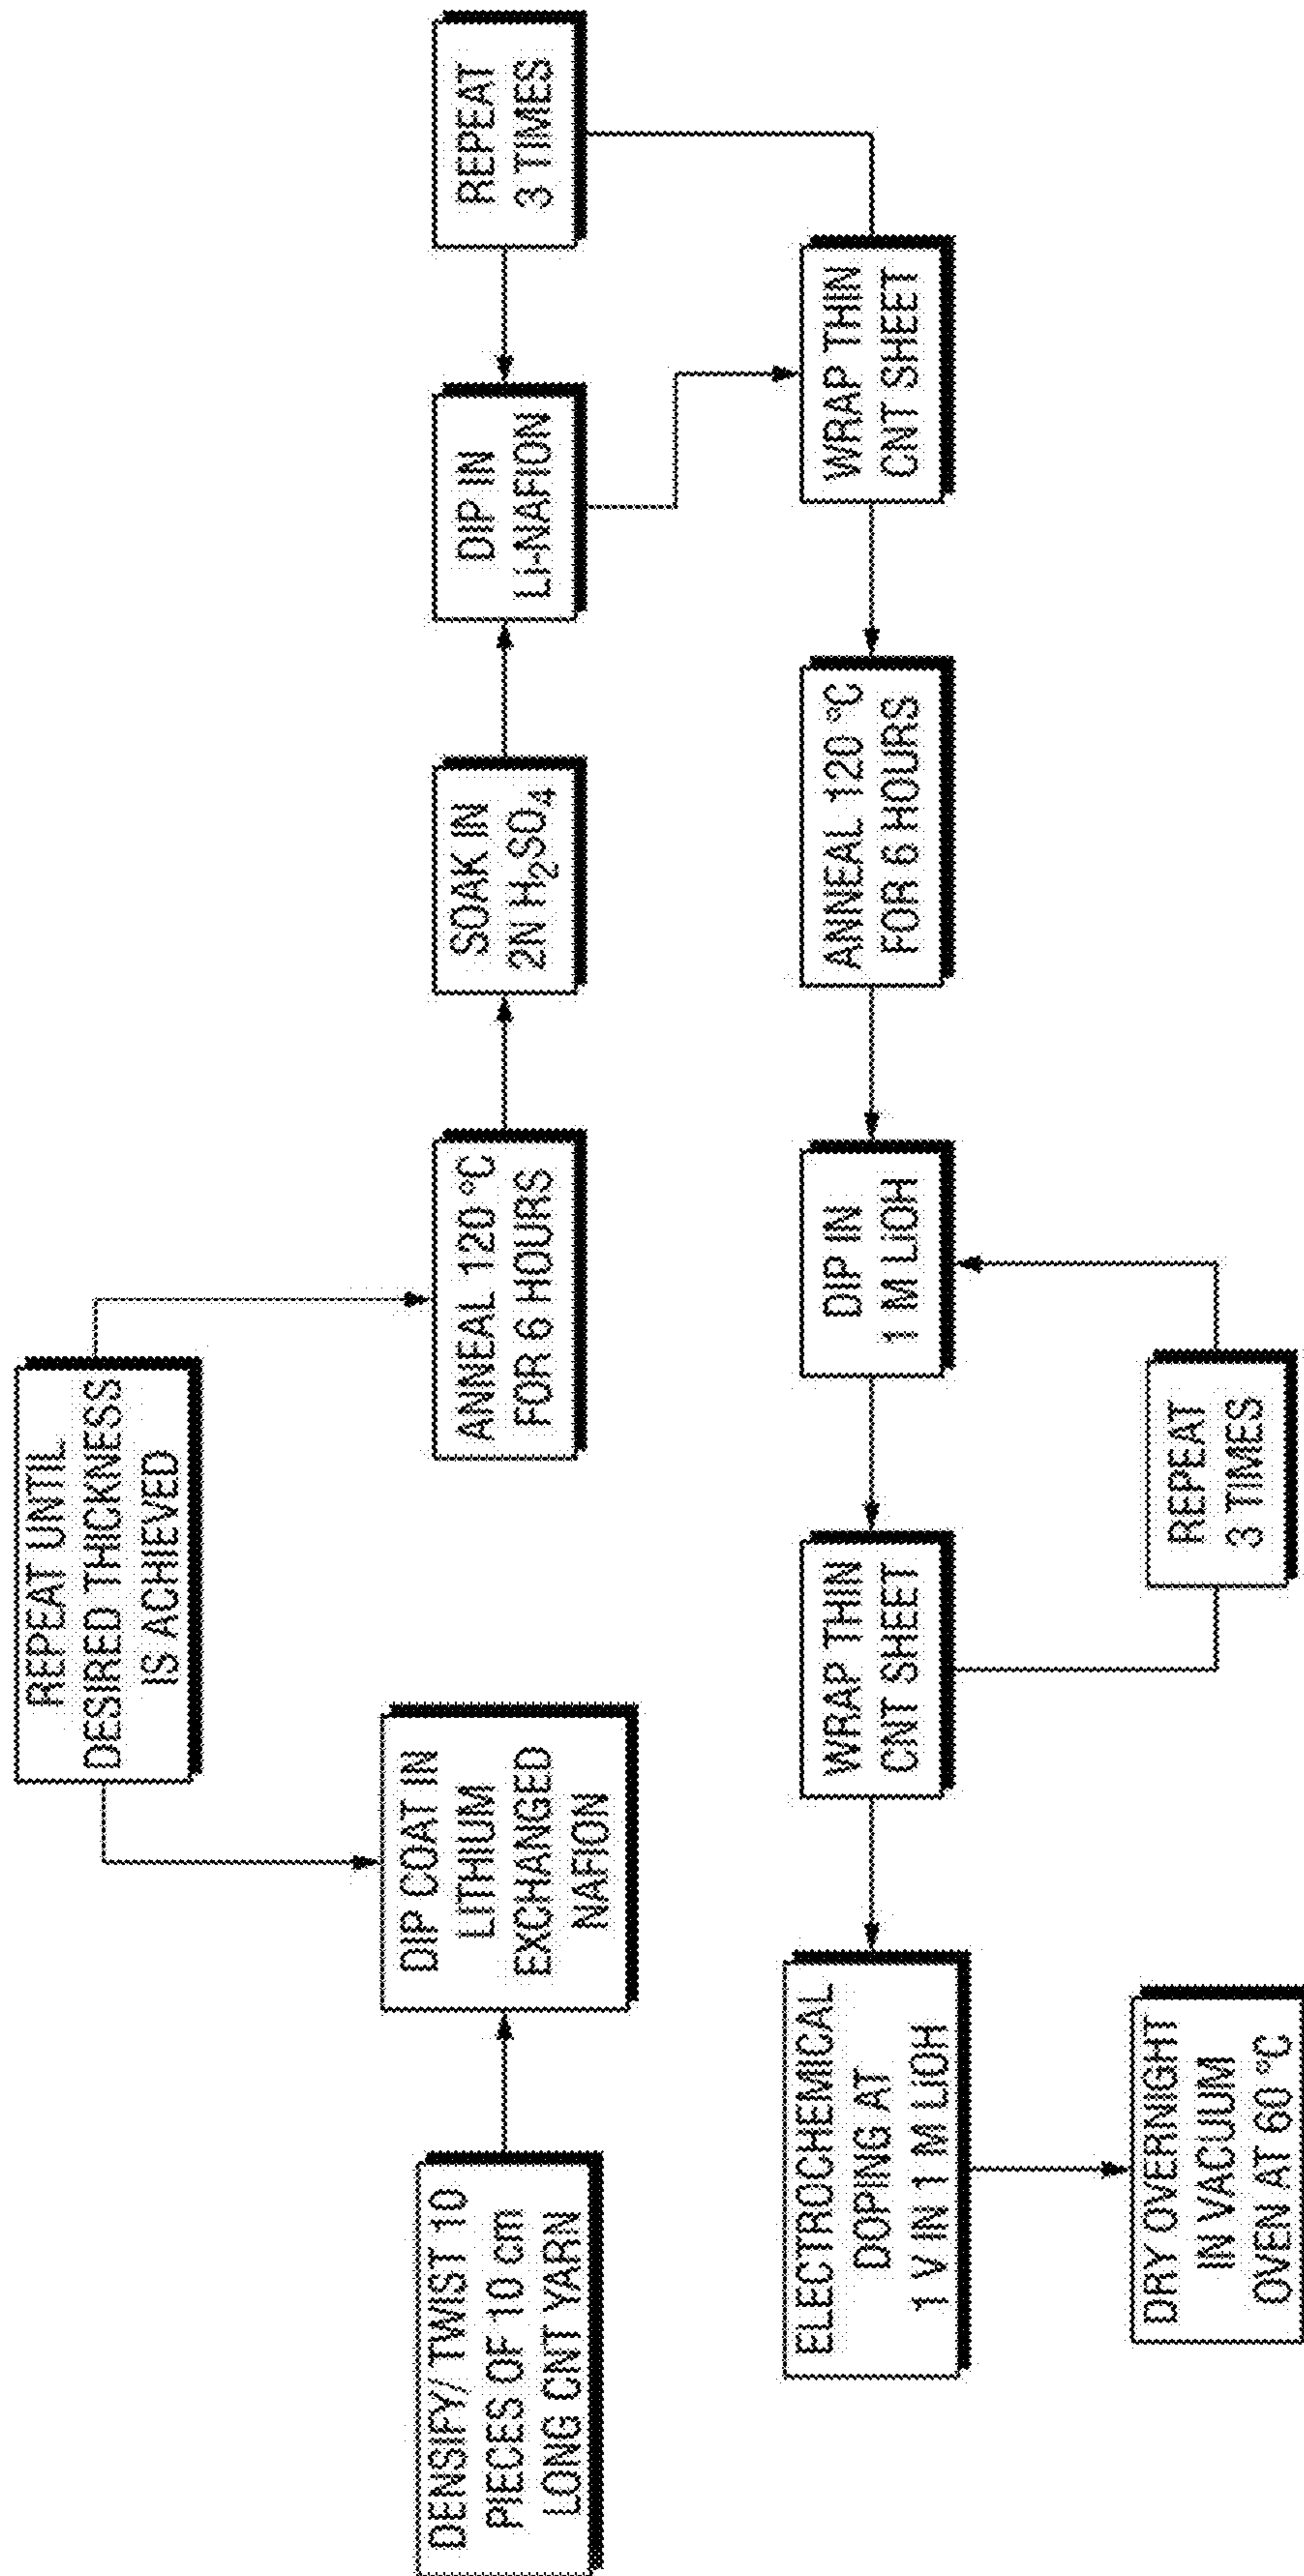 DENSIFY/ TWIST 10
PIECES OF 10 cm
LONG CNT YARN
DIP COAT IN
LITHIUM
EXCHANGED
NAFION
REPEAT UNTIL
DESIRED THICKNESS
IS ACHIEVED
ANNEAL 120 °C
FOR 6 HOURS
SOAK IN
2N H₂SO₄
DIP IN
Li-NAFION
REPEAT
3 TIMES
WRAP THIN
CNT SHEET
ANNEAL 120 °C
FOR 6 HOURS
DIP IN
1 M LiOH
WRAP THIN
CNT SHEET
REPEAT
3 TIMES
ELECTROCHEMICAL
DOPING AT
1 V IN 1 M LiOH
DRY OVERNIGHT
IN VACUUM
OVEN AT 60 °C